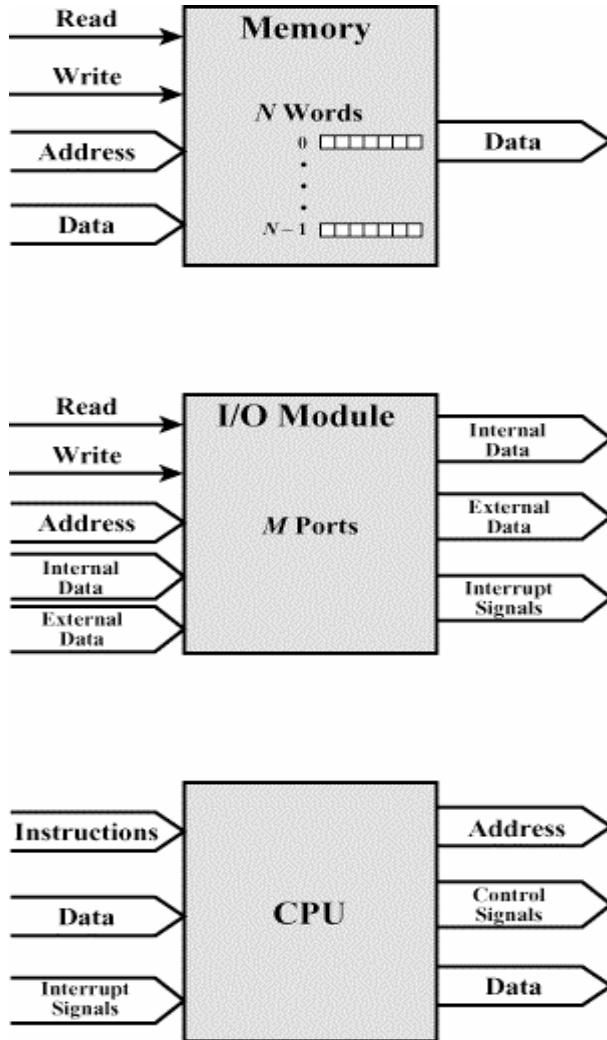 Read
Memory
Write
N Words
Address
0
Data
Data
N – 1
Read
I/O Module
Internal
Data
Write
Address
M Ports
External
Data
Internal
Data
Interrupt
Signals
External
Data
Instructions
Address
Data
CPU
Control
Signals
Interrupt
Signals
Data